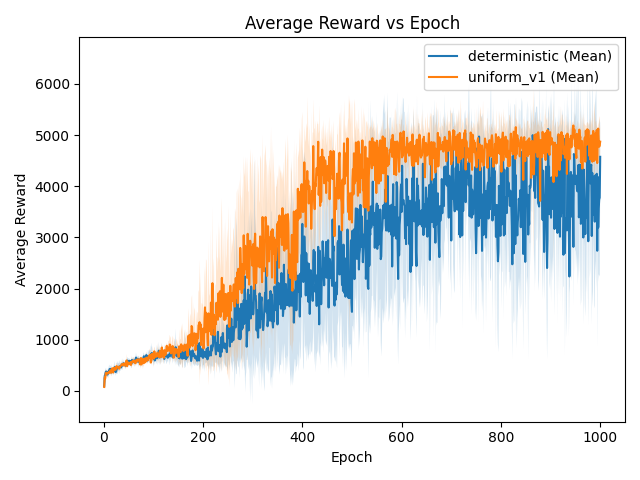 Average Reward vs Epoch
deterministic (Mean)
uniform_v1 (Mean)
Average Reward
6000
5000
4000
3000
2000
1000
0
0 200 400 600 800 1000
Epoch